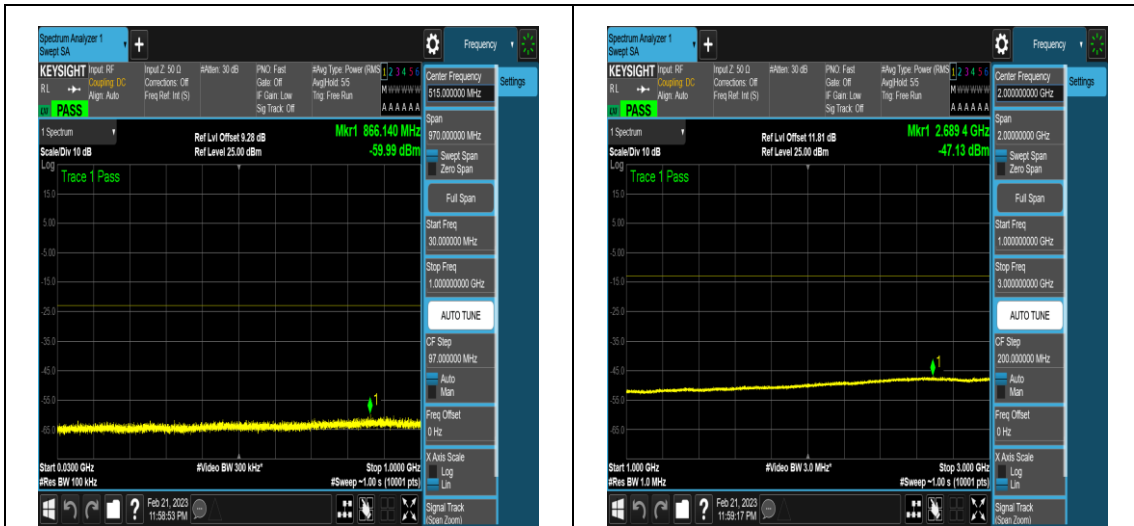 Spectrum Analyzer 1
Swept SA
+
Frequency
KEYSIGHT
Input: RF
Coupling: DC
Align: Auto
RL
Input Z: 50 Ω
Corrections: Off
Freq Ref: Int (S)
#Atten: 30 dB
PNO: Fast
Gate: Off
IF Gain: Low
Sig Track: Off
#Avg Type: Power (RMS
Avg|Hold: 5/5
Trig: Free Run
1 2 3 4 5 6
M W W W W W
A A A A A A
PASS
Center Frequency
515.000000 MHz
Settings
Span
970.000000 MHz
Swept Span
Zero Span
Full Span
Start Freq
30.000000 MHz
Stop Freq
1.000000000 GHz
AUTO TUNE
CF Step
97.000000 MHz
Auto
Man
Freq Offset
0 Hz
X Axis Scale
Log
Lin
Signal Track
(Span Zoom)
1 Spectrum
Scale/Div 10 dB
Ref Lvl Offset 9.28 dB
Ref Level 25.00 dBm
Mkr1 866.140 MHz
-59.99 dBm
Log
Trace 1 Pass
15.0
5.00
-5.00
-15.0
-25.0
-35.0
-45.0
-55.0
-65.0
1
Start 0.0300 GHz
#Res BW 100 kHz
#Video BW 300 kHz*
Stop 1.0000 GHz
#Sweep ~1.00 s (10001 pts)
?
Feb 21, 2023
11:58:53 PM
Spectrum Analyzer 1
Swept SA
+
Frequency
KEYSIGHT
Input: RF
Coupling: DC
Align: Auto
RL
Input Z: 50 Ω
Corrections: Off
Freq Ref: Int (S)
#Atten: 30 dB
PNO: Fast
Gate: Off
IF Gain: Low
Sig Track: Off
#Avg Type: Power (RMS
Avg|Hold: 5/5
Trig: Free Run
1 2 3 4 5 6
M W W W W W
A A A A A A
PASS
Center Frequency
2.000000000 GHz
Settings
Span
2.00000000 GHz
Swept Span
Zero Span
Full Span
Start Freq
1.000000000 GHz
Stop Freq
3.000000000 GHz
AUTO TUNE
CF Step
200.000000 MHz
Auto
Man
Freq Offset
0 Hz
X Axis Scale
Log
Lin
Signal Track
(Span Zoom)
1 Spectrum
Scale/Div 10 dB
Ref Lvl Offset 11.81 dB
Ref Level 25.00 dBm
Mkr1 2.689 4 GHz
-47.13 dBm
Log
Trace 1 Pass
15.0
5.00
-5.00
-15.0
-25.0
-35.0
-45.0
-55.0
-65.0
1
Start 1.000 GHz
#Res BW 1.0 MHz
#Video BW 3.0 MHz*
Stop 3.000 GHz
#Sweep ~1.00 s (10001 pts)
?
Feb 21, 2023
11:59:17 PM